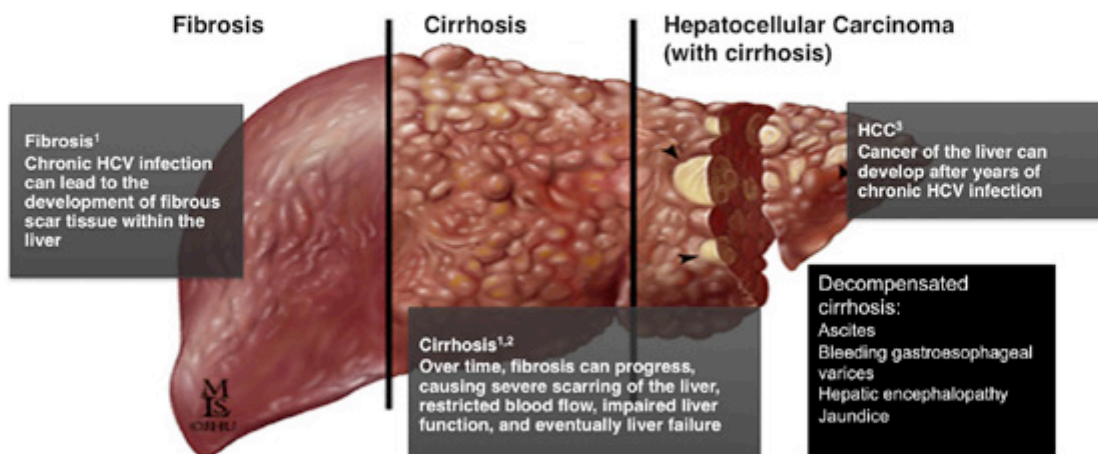 Fibrosis
Cirrhosis
Hepatocellular Carcinoma
(with cirrhosis)
Fibrosis¹
Chronic HCV infection
can lead to the
development of fibrous
scar tissue within the
liver
HCC³
Cancer of the liver can
develop after years of
chronic HCV infection
Cirrhosis¹,²
Over time, fibrosis can progress,
causing severe scarring of the liver,
restricted blood flow, impaired liver
function, and eventually liver failure
Decompensated
cirrhosis:
Ascites
Bleeding gastroesophageal
varices
Hepatic encephalopathy
Jaundice